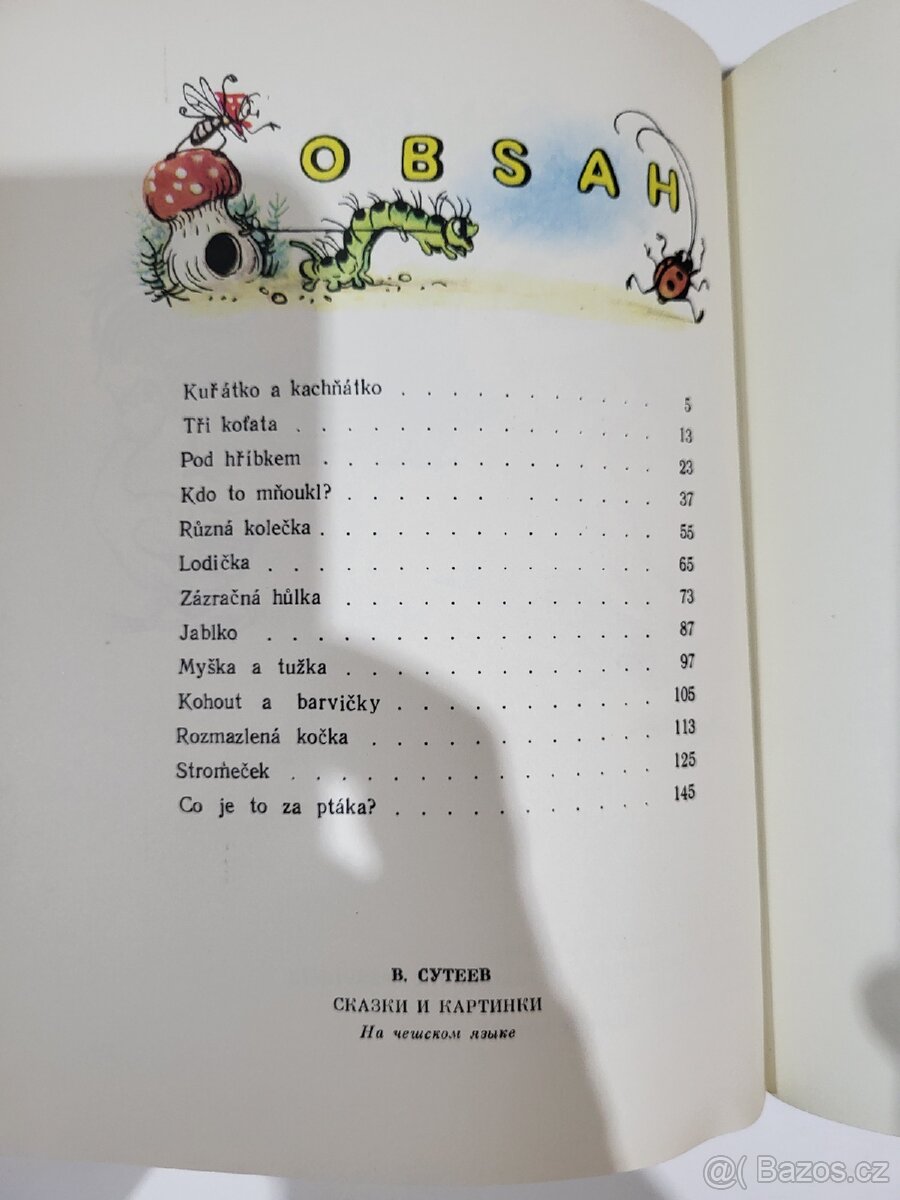 OBSAH
Kuřátko a kachňátko . . . . . . . . . . . 5
Tři koťata . . . . . . . . . . . . . . 13
Pod hříbkem . . . . . . . . . . . . . 23
Kdo to mňoukl? . . . . . . . . . . . 37
Různá kolečka . . . . . . . . . . . . . 55
Lodička . . . . . . . . . . . . . . . 65
Zázračná hůlka . . . . . . . . . . . . 73
Jablko . . . . . . . . . . . . . . . 87
Myška a tužka . . . . . . . . . . . . . 97
Kohout a barvičky . . . . . . . . . . . 105
Rozmazlená kočka . . . . . . . . . . . 113
Stromeček . . . . . . . . . . . . . . 125
Co je to za ptáka? . . . . . . . . . . . 145
В. СУТЕЕВ
СКАЗКИ И КАРТИНКИ
На чешском языке
@( Bazos.cz